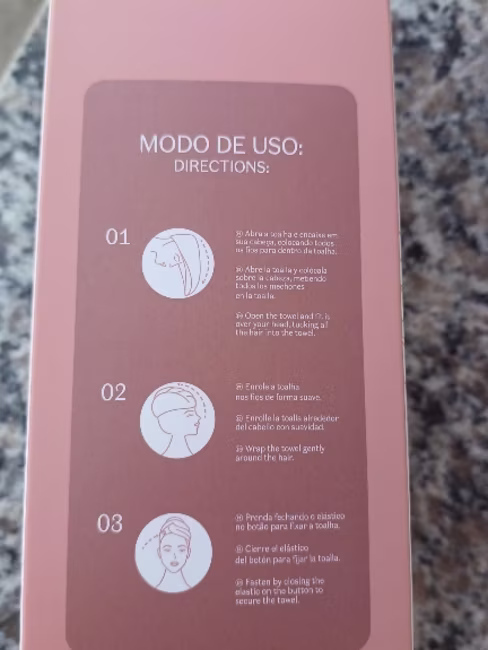 MODO DE USO:
DIRECTIONS:
01
Abra a toalha e encaixe em
sua cabeça, colocando todos
os fios para dentro da toalha.
Abre la toalla y colócala
sobre la cabeza, metiendo
todos los mechones
en la toalla.
Open the towel and fit it
over your head, tucking all
the hair into the towel.
02
Enrole a toalha
nos fios de forma suave.
Enrolle la toalla alrededor
del cabello con suavidad.
Wrap the towel gently
around the hair.
03
Prenda fechando o elástico
no botão para fixar a toalha.
Cierre el elástico
del botón para fijar la toalla.
Fasten by closing the
elastic on the button to
secure the towel.